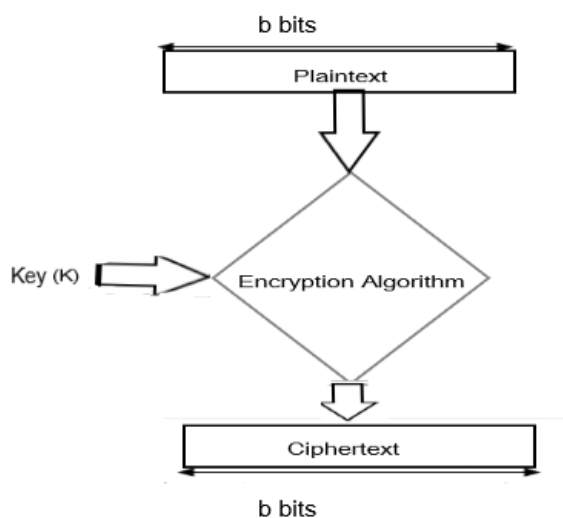 b bits
Plaintext
Key (K)
Encryption Algorithm
Ciphertext
b bits